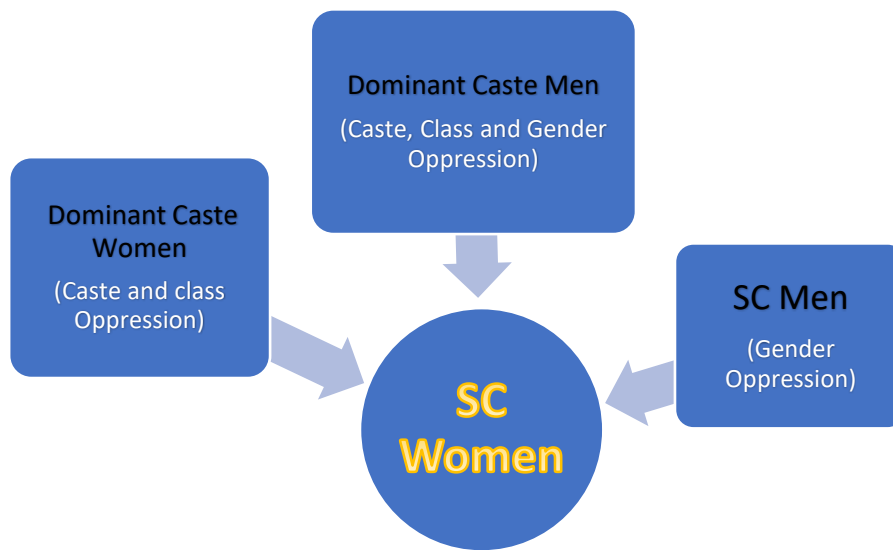 Dominant Caste Men
(Caste, Class and Gender
Oppression)
Dominant Caste
Women
(Caste and class
Oppression)
SC Men
(Gender
Oppression)
SC
Women